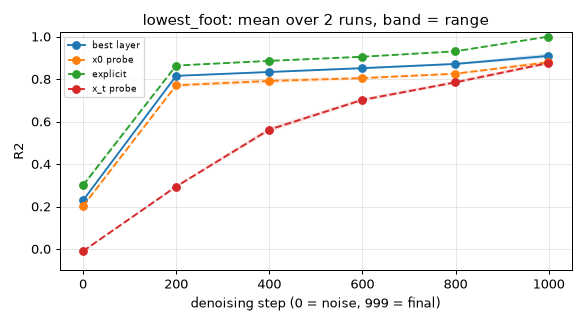 lowest_foot: mean over 2 runs, band = range
best layer
x0 probe
explicit
x_t probe
R2
1.0
0.8
0.6
0.4
0.2
0.0
0 200 400 600 800 1000
denoising step (0 = noise, 999 = final)